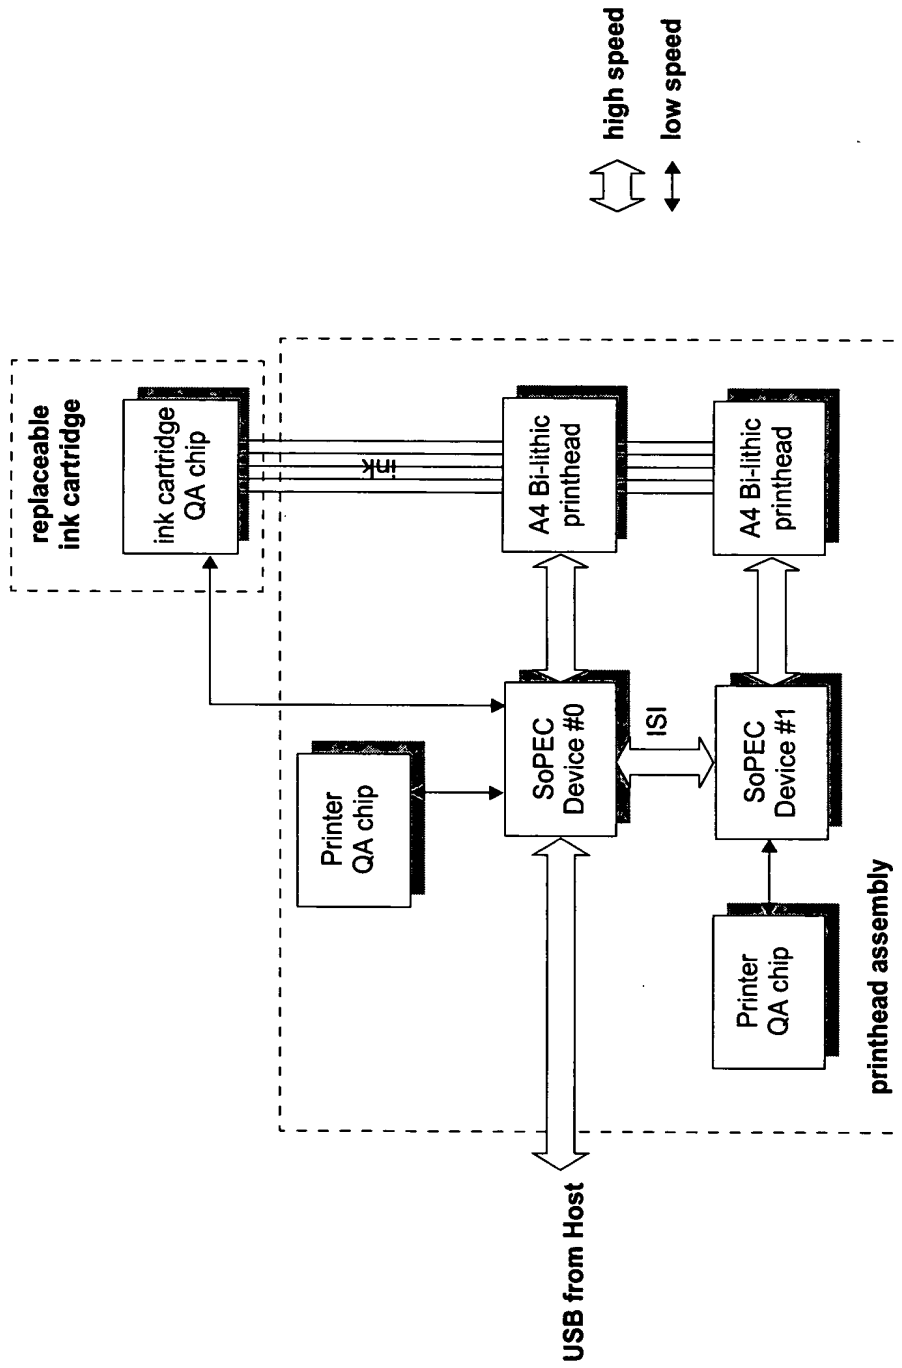 replaceable
ink cartridge
ink cartridge
QA chip
ink
Printer
QA chip
USB from Host
SoPEC
Device #0
A4 Bi-lithic
printhead
ISI
Printer
QA chip
SoPEC
Device #1
A4 Bi-lithic
printhead
printhead assembly
high speed
low speed